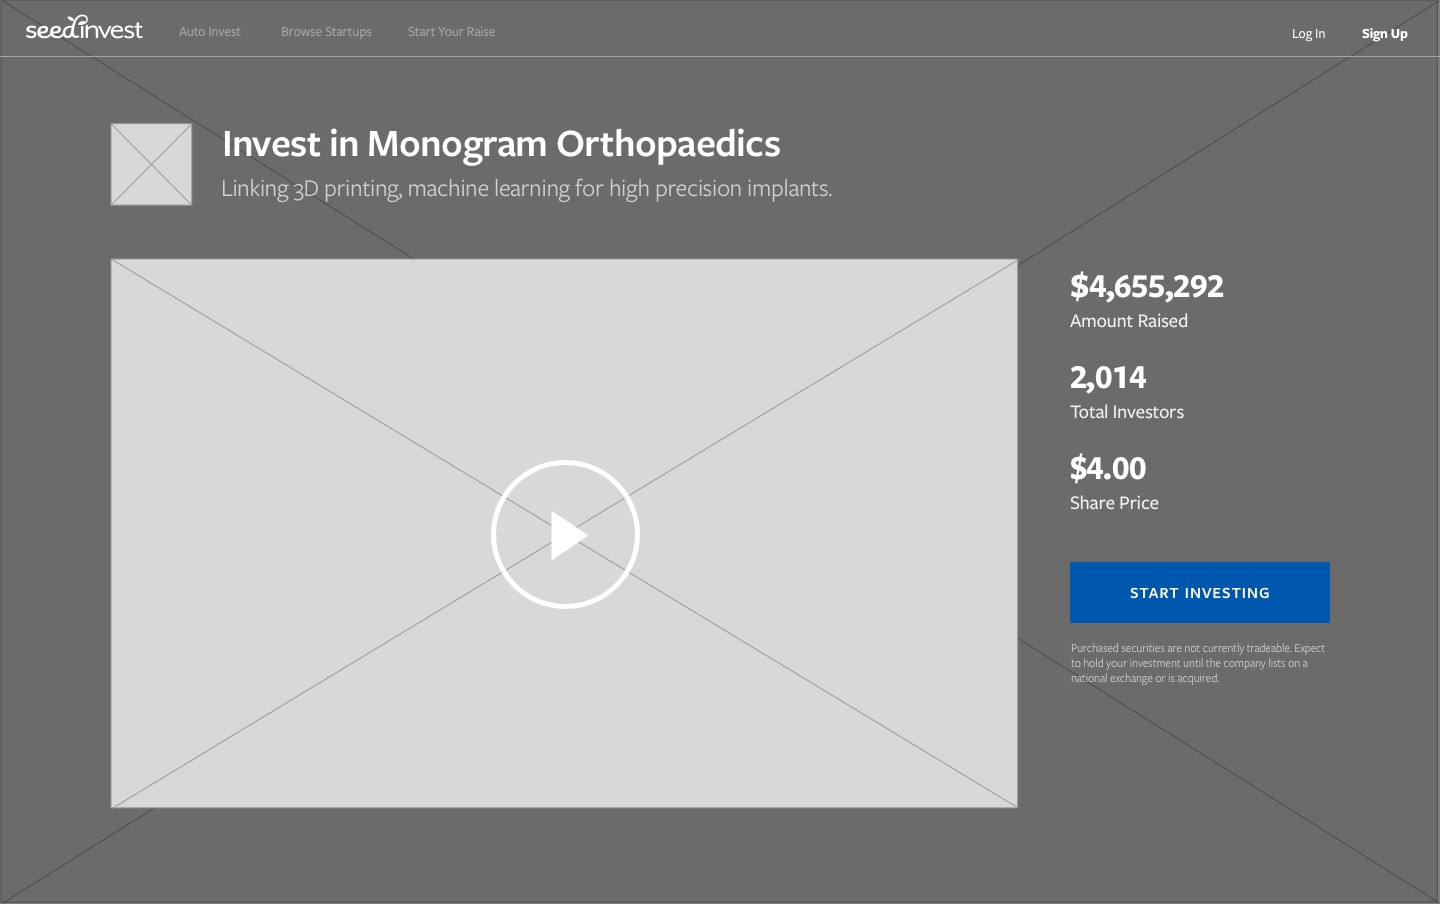 seedinvest
Auto Invest
Browse Startups
Start Your Raise
Log In
Sign Up
Invest in Monogram Orthopaedics
Linking 3D printing, machine learning for high precision implants.
$4,655,292
Amount Raised
2,014
Total Investors
$4.00
Share Price
START INVESTING
Purchased securities are not currently tradeable. Expect
to hold your investment until the company lists on a
national exchange or is acquired.